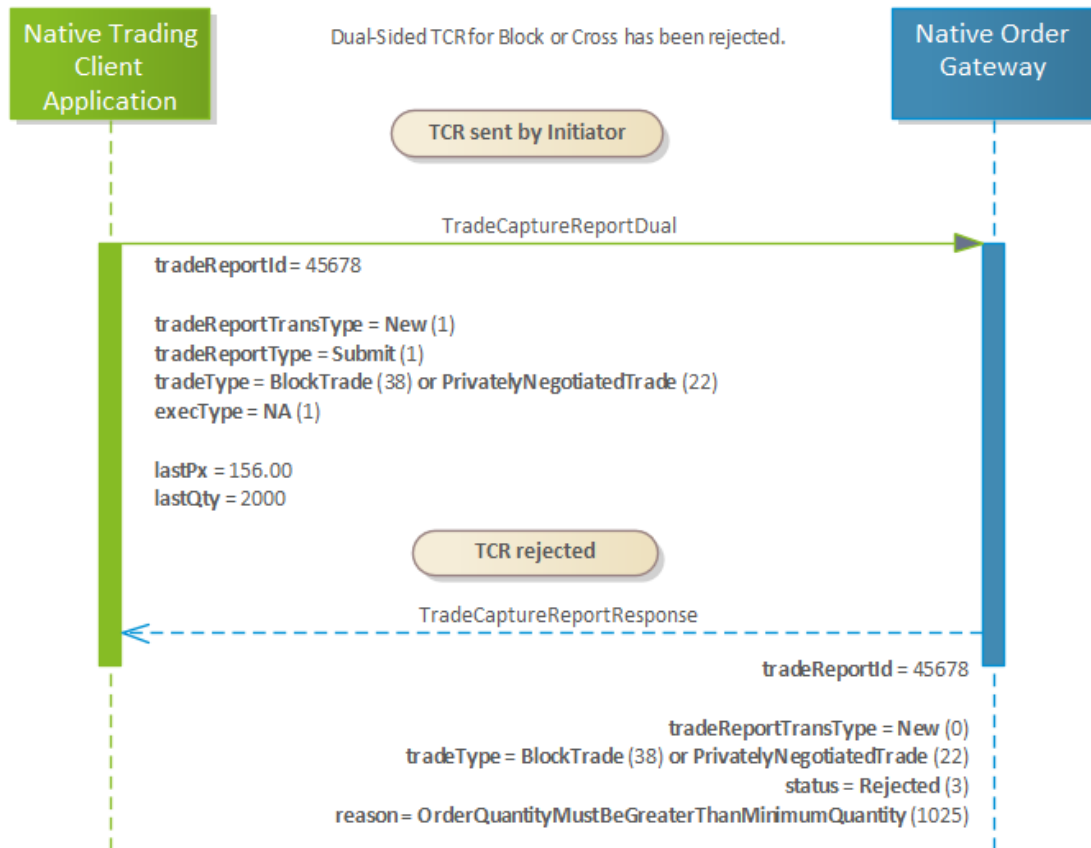 Native Trading
Client
Application
Dual-Sided TCR for Block or Cross has been rejected.
Native Order
Gateway
TCR sent by Initiator
TradeCaptureReportDual
tradeReportId = 45678
tradeReportTransType = New (1)
tradeReportType = Submit (1)
tradeType = BlockTrade (38) or PrivatelyNegotiatedTrade (22)
execType = NA (1)
lastPx = 156.00
lastQty = 2000
TCR rejected
TradeCaptureReportResponse
tradeReportId = 45678
tradeReportTransType = New (0)
tradeType = BlockTrade (38) or PrivatelyNegotiatedTrade (22)
status = Rejected (3)
reason = OrderQuantityMustBeGreaterThanMinimumQuantity (1025)